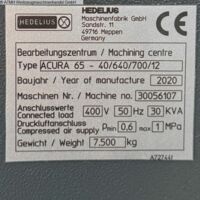 HEDELIUS
HEDELIUS
Maschinenfabrik GmbH
Sandstr. 11
49716 Meppen
Germany
Bearbeitungszentrum / Machining centre
Type ACURA 65 - 40/640/700/12
Baujahr / Year of manufacture 2020
Maschinen-Nr. / Machine no. 30056107
Anschlusswerte
Connected load 400 V 50 Hz 30 KVA
Druckluftanschluss
Compressed air supply Pmin 0,6 max 1 MPa
Gewicht / Weight 7.500 kg